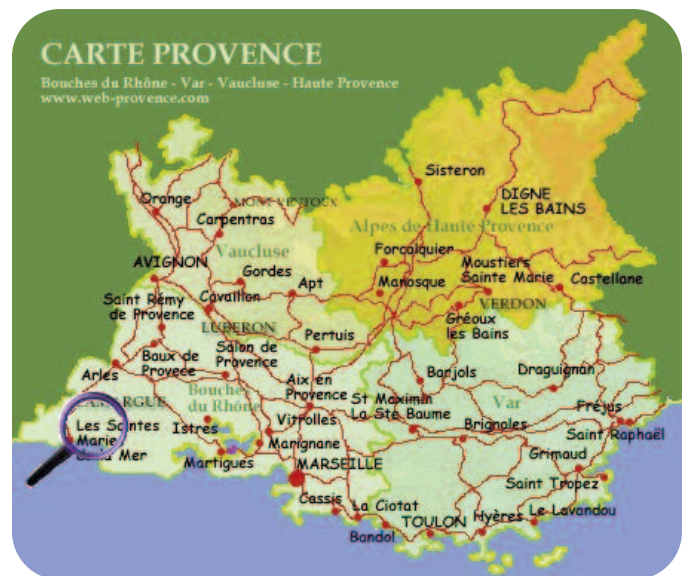 CARTE PROVENCE
Bouches du Rhône - Var - Vaucluse - Haute Provence
www.web-provence.com
Sisteron
Orange
MONT VENTOUX
DIGNE
LES BAINS
Carpentras
Alpes de Haute Provence
Vaucluse
Forcalquier
AVIGNON
Moustiers
Sainte Marie
Gordes
Castellane
Apt
Manosque
Saint Rémy
de Provence
Cavaillon
VERDON
Gréoux
les Bains
LUBERON
Pertuis
Salon de
Provence
Baux de
Provece
Barjols
Draguignan
Arles
Aix en
Provence
Bouches
du Rhône
St Maximin
La Ste Baume
Var
Fréjus
Les Saintes
Marie
Mer
Istres
Vitrolles
Brignoles
Saint Raphaël
Marignane
Grimaud
Martigues
MARSEILLE
Saint Tropez
Cassis
La Ciotat
Le Lavandou
TOULON
Hyères
Bandol